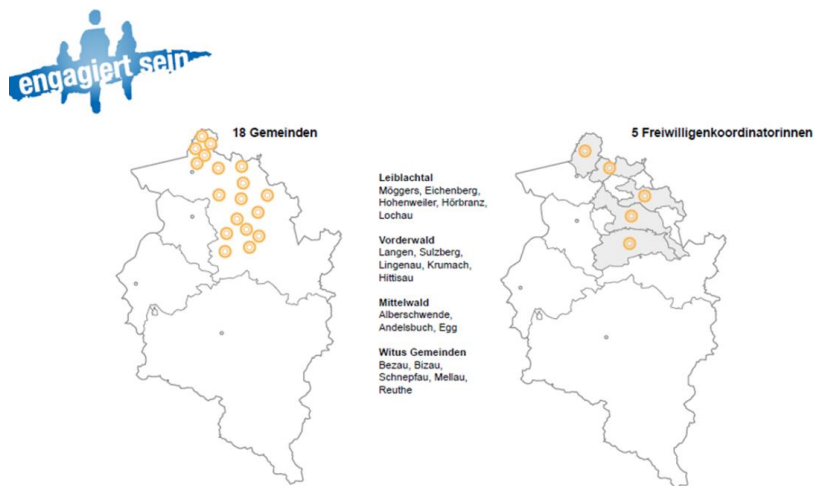 engagiert sein
18 Gemeinden
5 Freiwilligenkoordinatorinnen
Leiblachtal
Möggers, Eichenberg,
Hohenweiler, Hörbranz,
Lochau
Vorderwald
Langen, Sulzberg,
Lingenau, Krumach,
Hittisau
Mittelwald
Alberschwende,
Andelsbuch, Egg
Witus Gemeinden
Bezau, Bizau,
Schnepfau, Mellau,
Reuthe